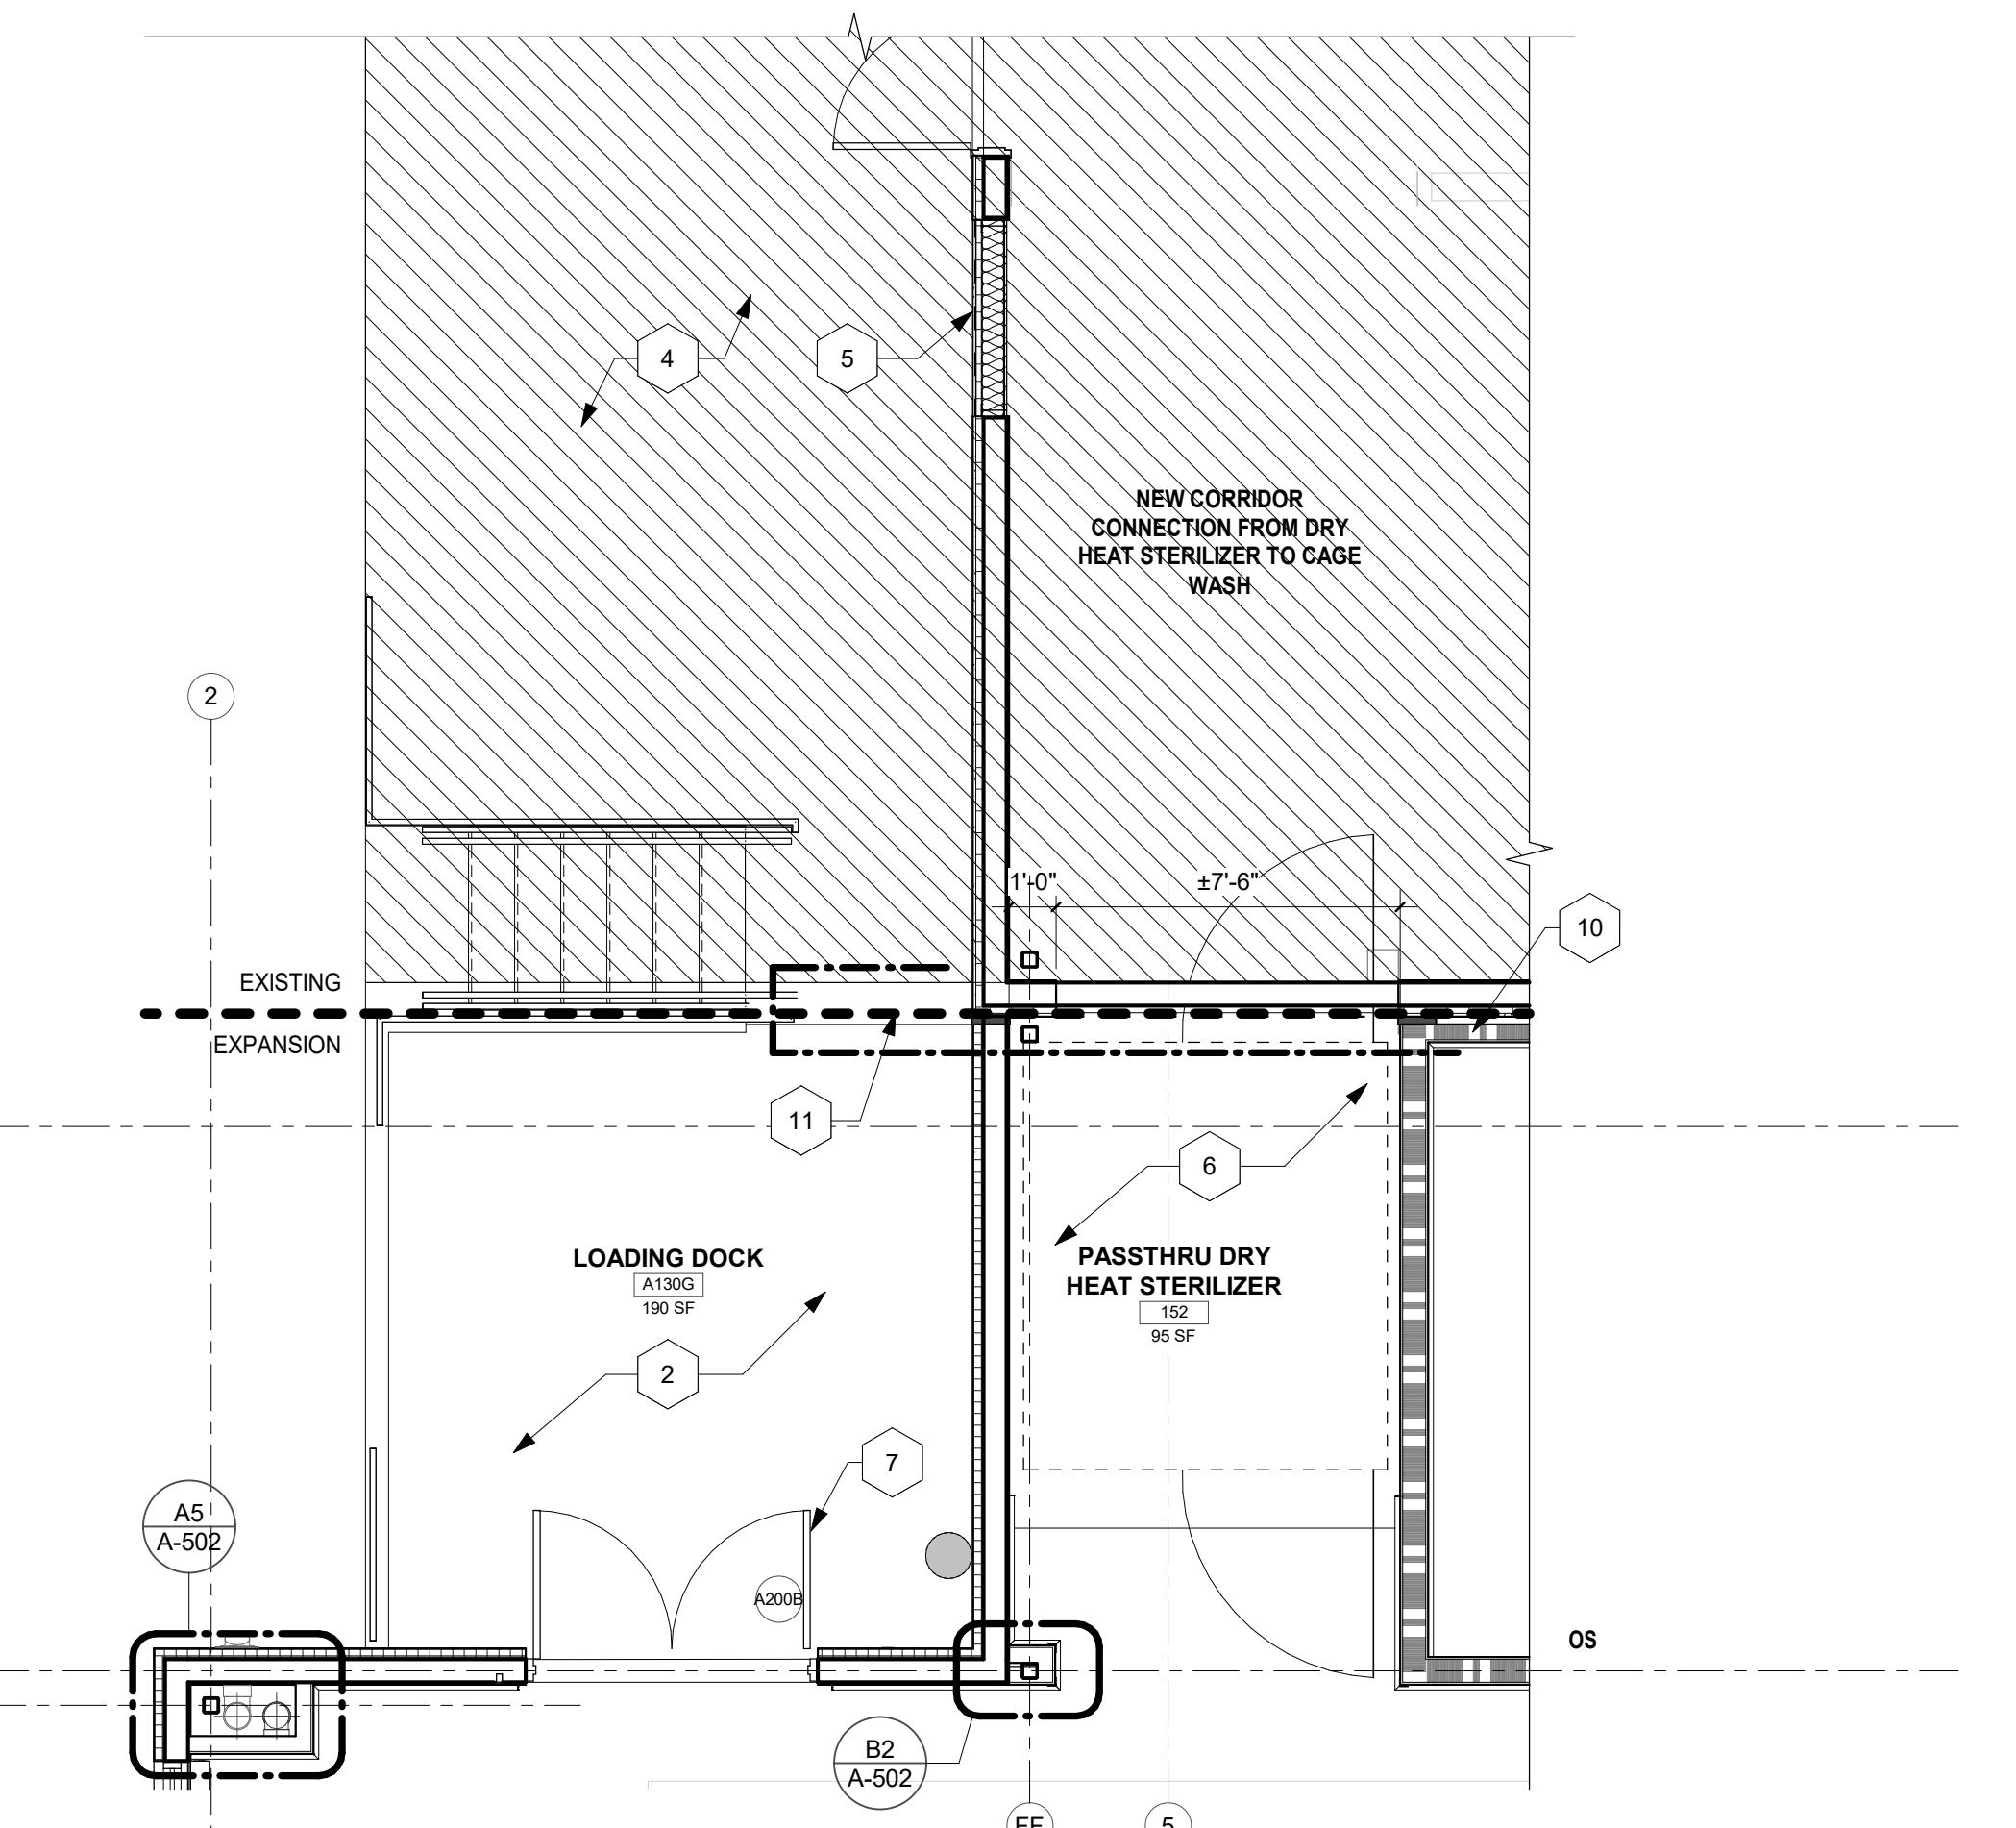 4
5
NEW CORRIDOR
CONNECTION FROM DRY
HEAT STERILIZER TO CAGE
WASH
2
1'-0"
±7'-6"
10
EXISTING
EXPANSION
11
6
LOADING DOCK
A130G
190 SF
PASSTHRU DRY
HEAT STERILIZER
152
95 SF
2
7
A5
A-502
A200B
OS
B2
A-502
5